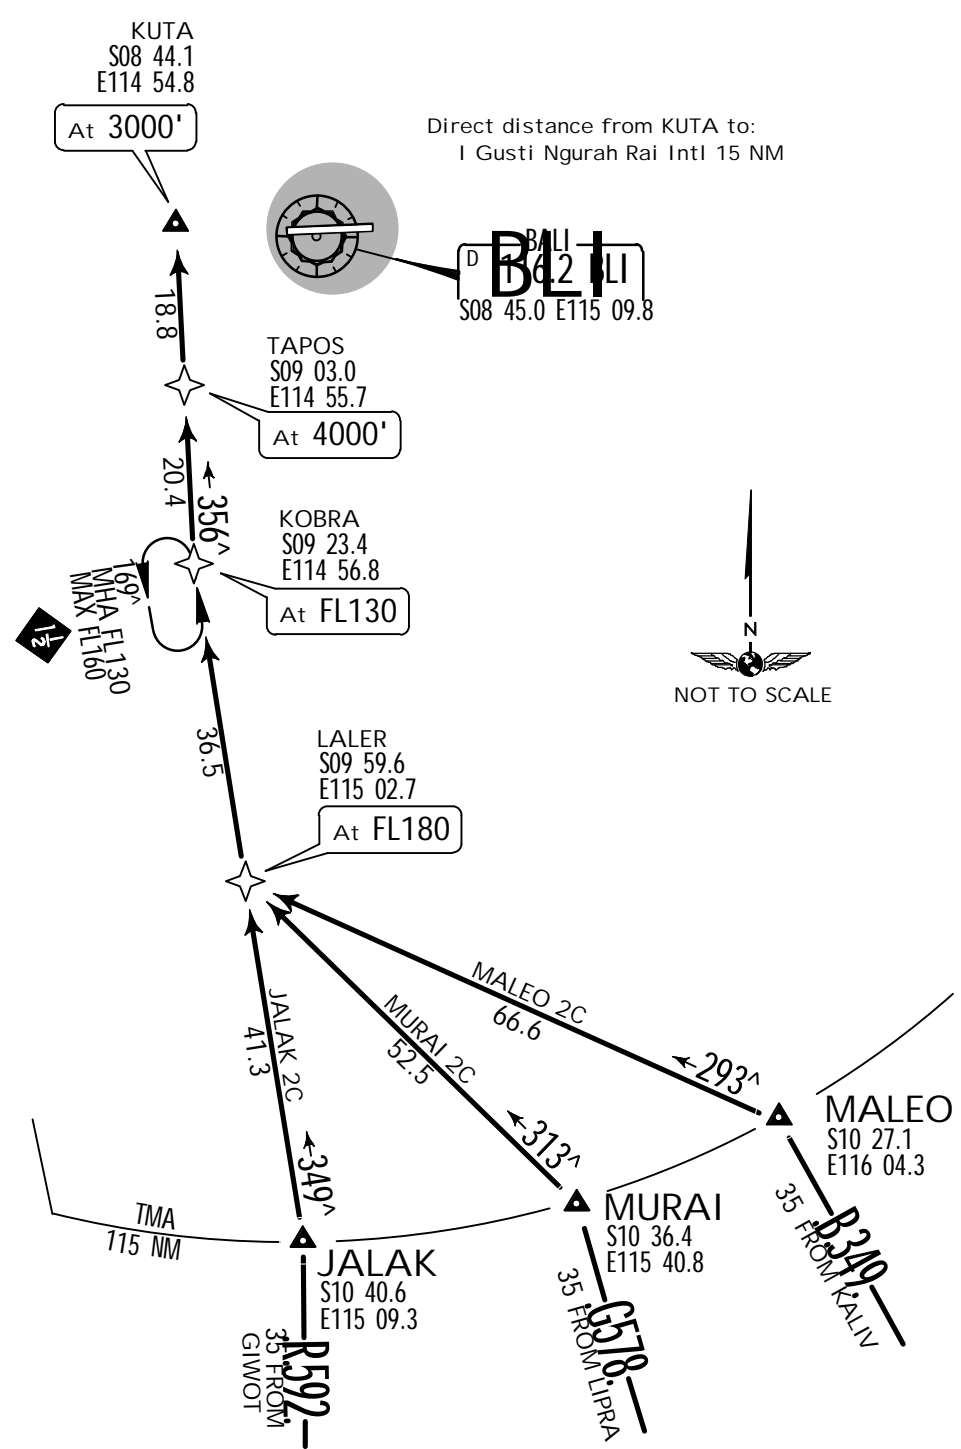 KUTA
S08 44.1
E114 54.8
At 3000'
Direct distance from KUTA to:
I Gusti Ngurah Rai Intl 15 NM
BALI
D 116.2 BLI
BLI
S08 45.0 E115 09.8
18.8
TAPOS
S09 03.0
E114 55.7
At 4000'
20.4
356^
KOBRA
S09 23.4
E114 56.8
At FL130
169^
MHA FL130
MAX FL160
1 1/2
N
NOT TO SCALE
36.5
LALER
S09 59.6
E115 02.7
At FL180
JALAK 2C
41.3
349^
MURAI 2C
52.5
313^
MALEO 2C
66.6
293^
MALEO
S10 27.1
E116 04.3
B349
35 FROM KALIV
MURAI
S10 36.4
E115 40.8
G578
35 FROM LIPRA
TMA
115 NM
JALAK
S10 40.6
E115 09.3
R592
35 FROM
GIWOT